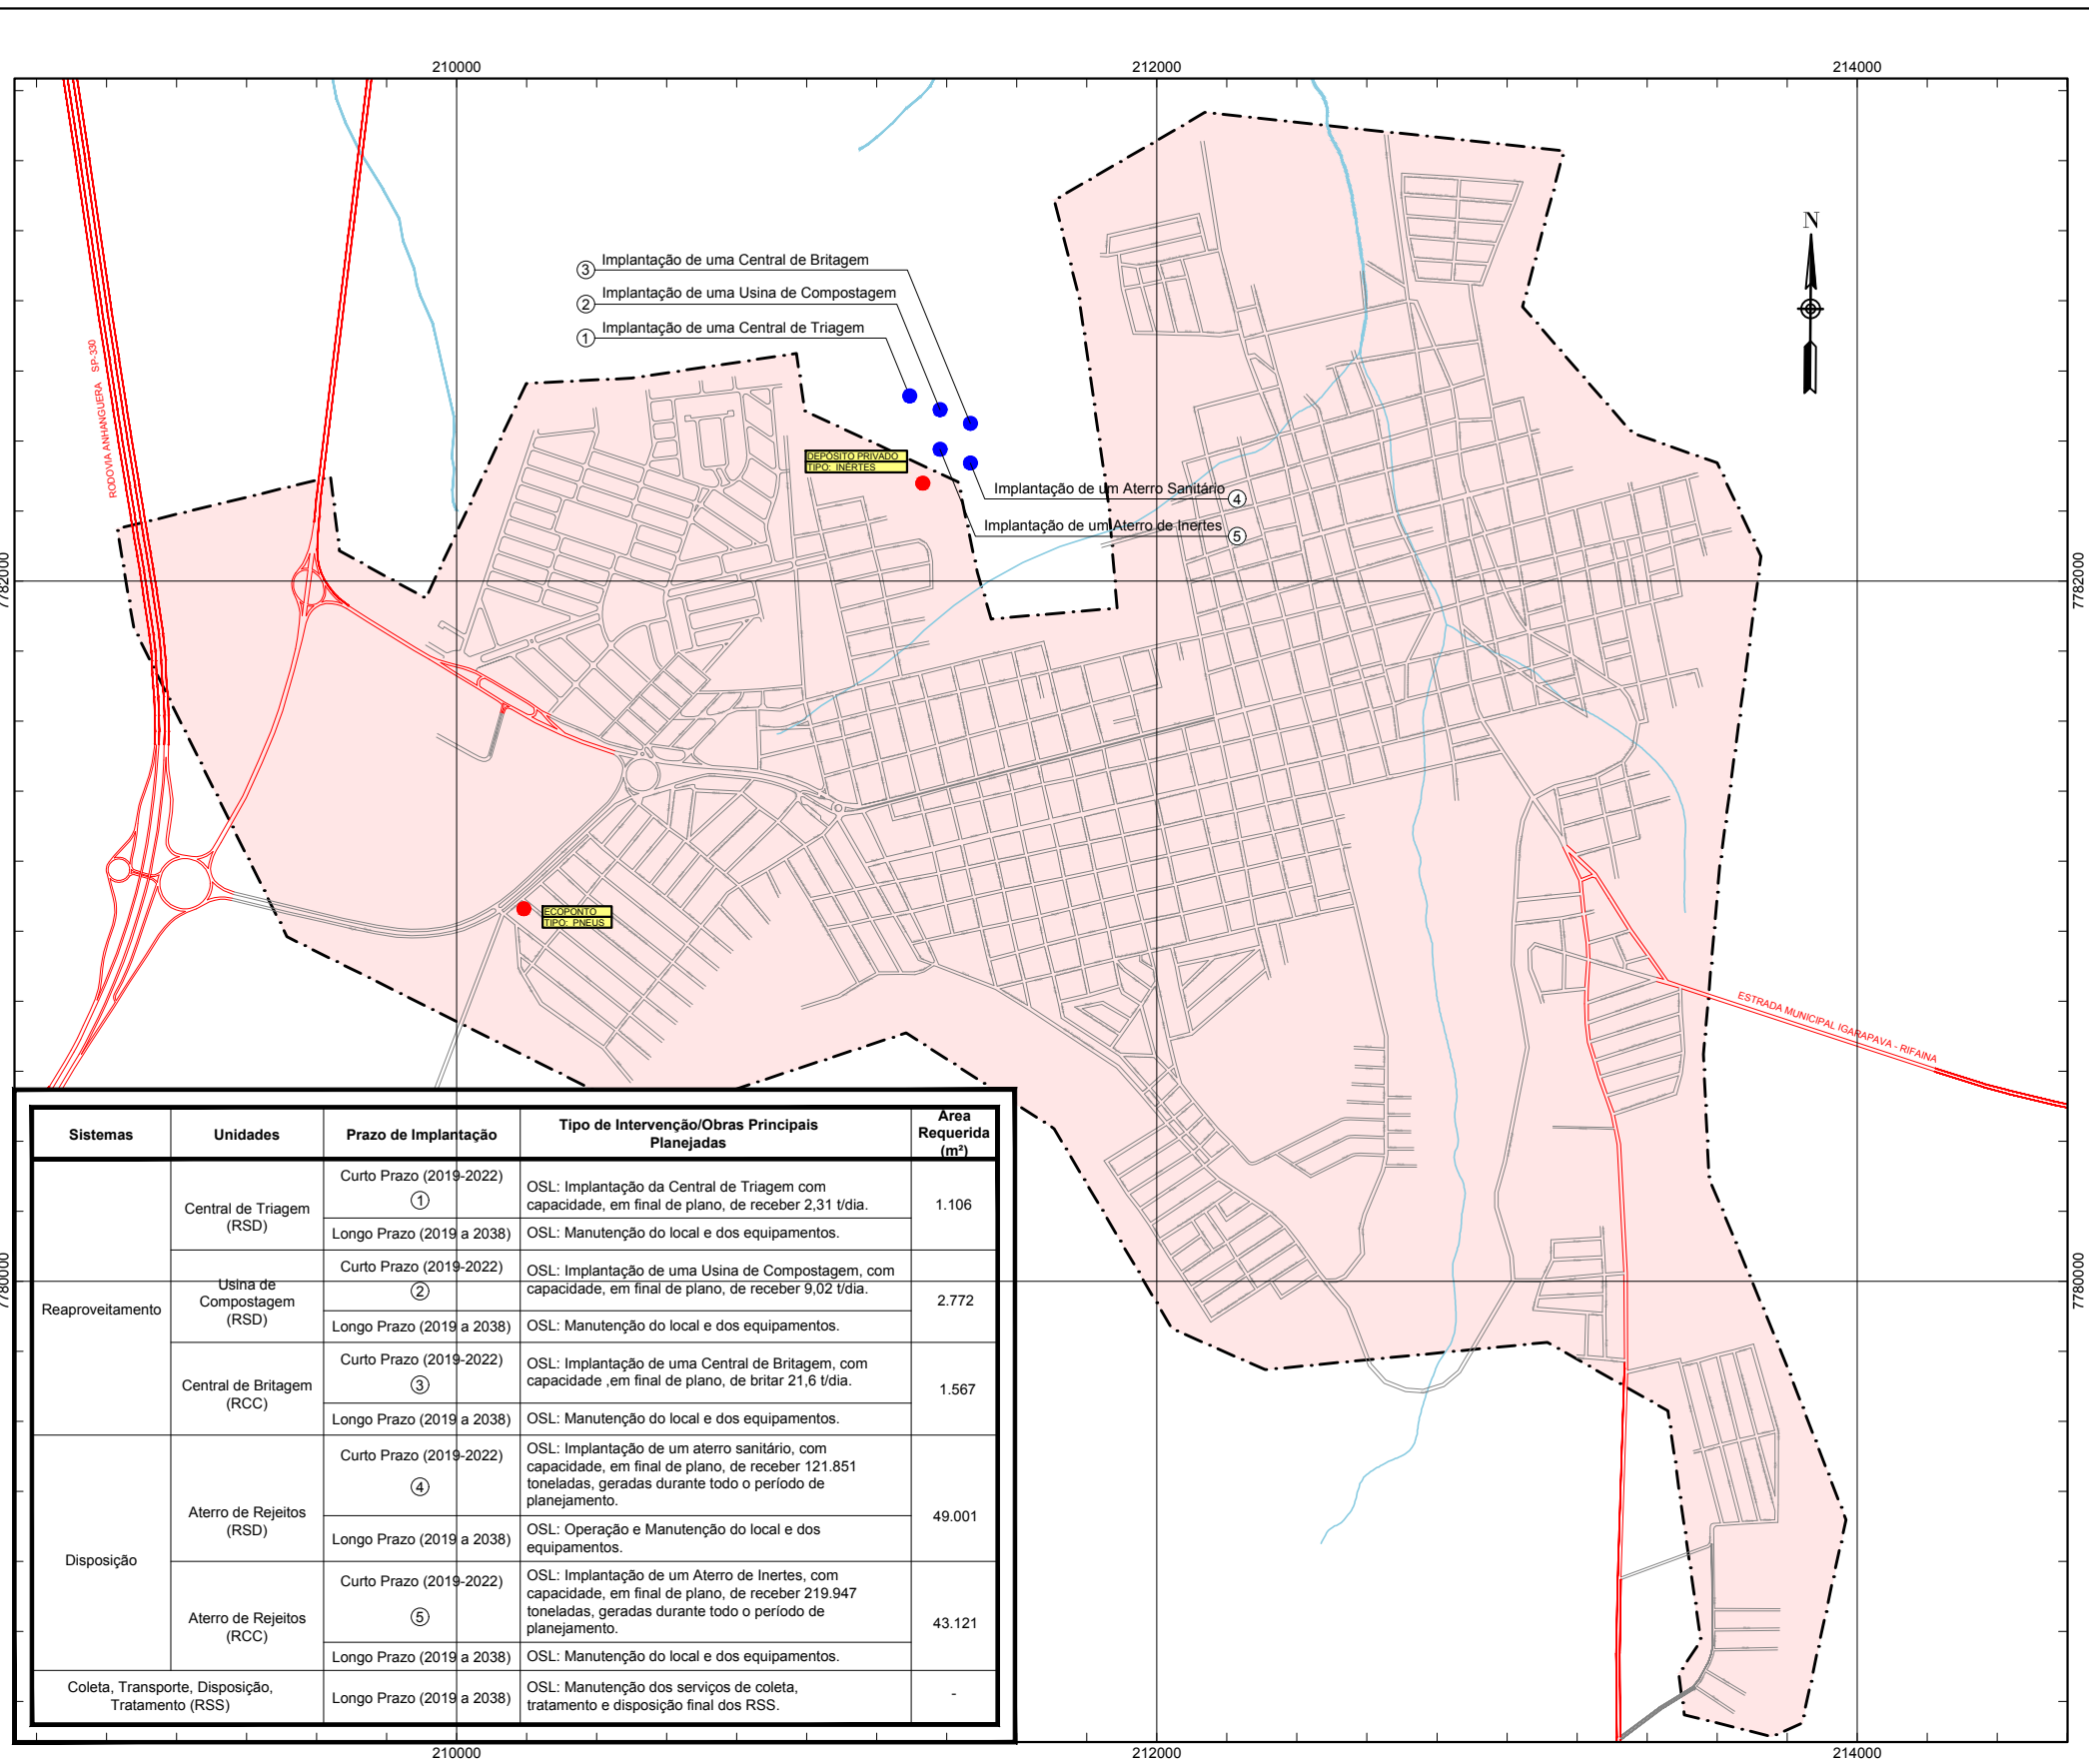 210000
212000
214000
N
3 Implantação de uma Central de Britagem
2 Implantação de uma Usina de Compostagem
1 Implantação de uma Central de Triagem
RODOVIA ANHANGUERA SP-330
DEPÓSITO PRIVADO
TIPO: INÉRTES
Implantação de um Aterro Sanitário 4
Implantação de um Aterro de Inertes 5
7782000
7782000
ECOPONTO
TIPO: PNEUS
ESTRADA MUNICIPAL IGARAPAVA - RIFAINA
7780000
7780000
Sistemas
Unidades
Prazo de Implantação
Tipo de Intervenção/Obras Principais
Planejadas
Área
Requerida
(m²)
Reaproveitamento
Central de Triagem
(RSD)
Curto Prazo (2019-2022)
1
OSL: Implantação da Central de Triagem com
capacidade, em final de plano, de receber 2,31 t/dia.
1.106
Longo Prazo (2019 a 2038)
OSL: Manutenção do local e dos equipamentos.
Usina de
Compostagem
(RSD)
Curto Prazo (2019-2022)
2
OSL: Implantação de uma Usina de Compostagem, com
capacidade, em final de plano, de receber 9,02 t/dia.
2.772
Longo Prazo (2019 a 2038)
OSL: Manutenção do local e dos equipamentos.
Central de Britagem
(RCC)
Curto Prazo (2019-2022)
3
OSL: Implantação de uma Central de Britagem, com
capacidade ,em final de plano, de britar 21,6 t/dia.
1.567
Longo Prazo (2019 a 2038)
OSL: Manutenção do local e dos equipamentos.
Disposição
Aterro de Rejeitos
(RSD)
Curto Prazo (2019-2022)
4
OSL: Implantação de um aterro sanitário, com
capacidade, em final de plano, de receber 121.851
toneladas, geradas durante todo o período de
planejamento.
49.001
Longo Prazo (2019 a 2038)
OSL: Operação e Manutenção do local e dos
equipamentos.
Aterro de Rejeitos
(RCC)
Curto Prazo (2019-2022)
5
OSL: Implantação de um Aterro de Inertes, com
capacidade, em final de plano, de receber 219.947
toneladas, geradas durante todo o período de
planejamento.
43.121
Longo Prazo (2019 a 2038)
OSL: Manutenção do local e dos equipamentos.
Coleta, Transporte, Disposição,
Tratamento (RSS)
Longo Prazo (2019 a 2038)
OSL: Manutenção dos serviços de coleta,
tratamento e disposição final dos RSS.
-
210000
212000
214000